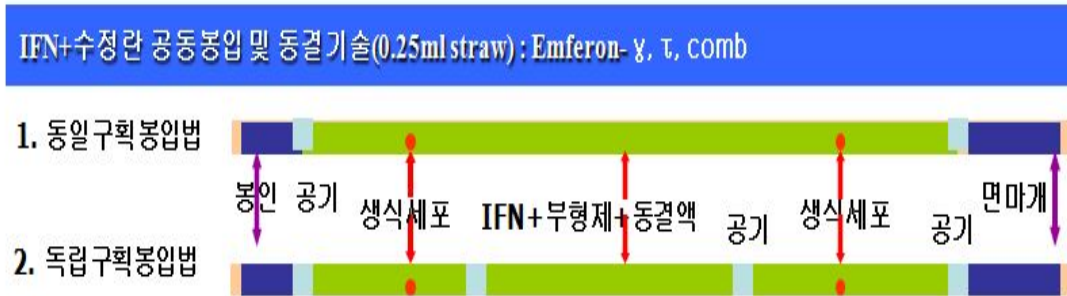 IFN+수정란 공동봉입 및 동결기술(0.25ml straw) : Emferon- γ, τ, comb
1. 동일구획봉입법
봉인 공기 생식세포 IFN+부형제+동결액 공기 생식세포 공기 면마개
2. 독립구획봉입법